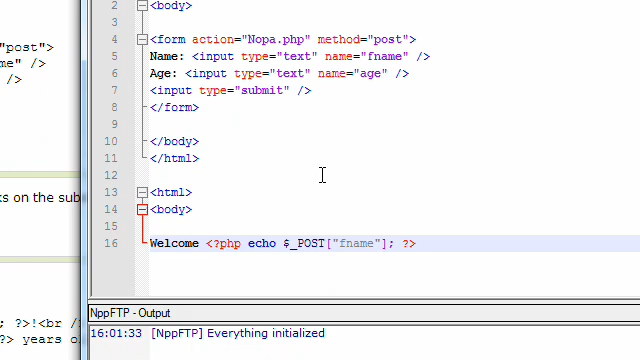 2 <body>
3
"post"> 4 <form action="Nopa.php" method="post">
me" /> 5 Name: <input type="text" name="fname" />
/> 6 Age: <input type="text" name="age" />
7 <input type="submit" />
8 </form>
9
10 </body>
11 </html>
12
13 <html>
ks on the sub 14 <body>
15
16 Welcome <?php echo $_POST["fname"]; ?>
NppFTP - Output
; ?>!<br /
16:01:33 [NppFTP] Everything initialized
?> years o